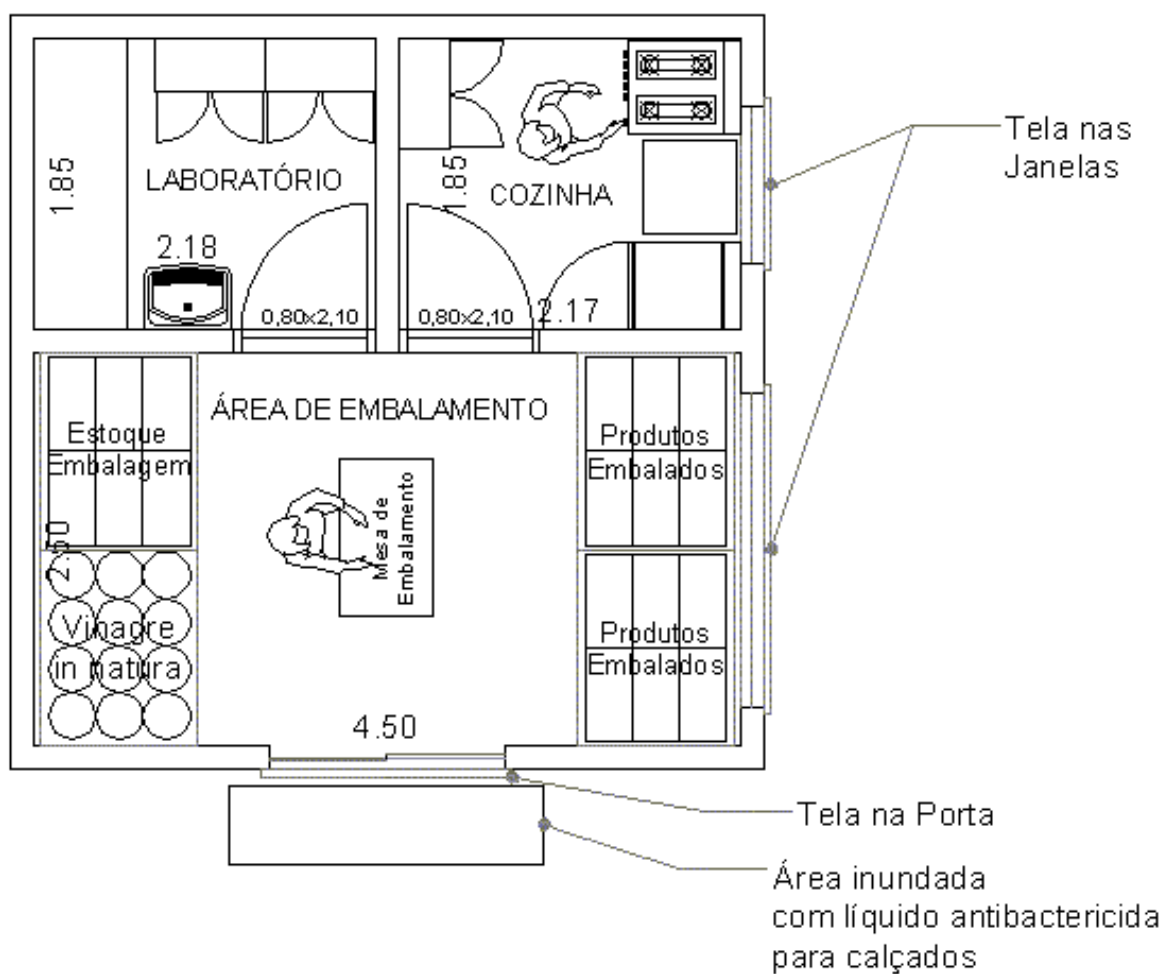 Tela nas
Janelas
LABORATÓRIO
1.85
2.18
0,80x2,10
1.85
COZINHA
0,80x2,10
2.17
ÁREA DE EMBALAMENTO
Estoque
Embalagem
2.50
Vinagre
in natura
Mesa de
Embalamento
Produtos
Embalados
Produtos
Embalados
4.50
Tela na Porta
Área inundada
com líquido antibactericida
para calçados